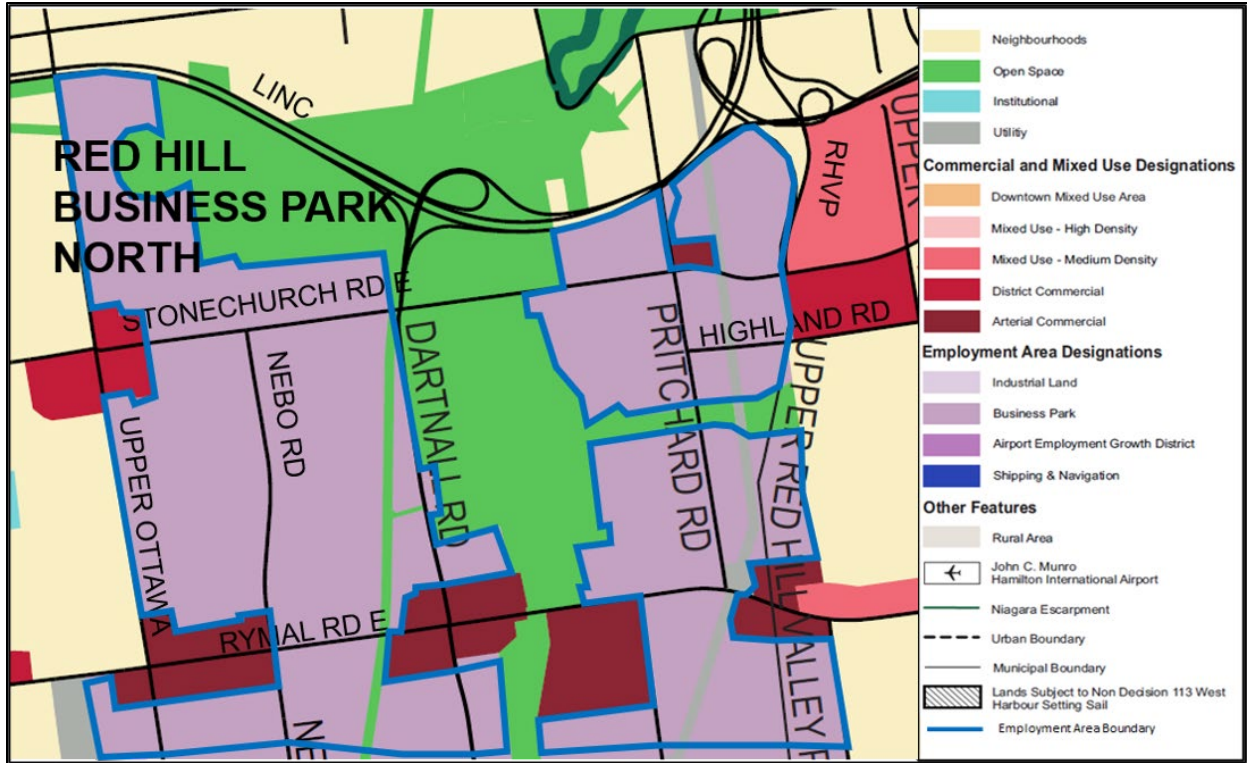 LINC
RED HILL
BUSINESS PARK
NORTH
RHVP
UPPER
STONECHURCH RD E
HIGHLAND RD
NEBO RD
DARTNALL RD
PRITCHARD RD
UPPER OTTAWA
UPPER RED HILL VALLEY P
RYMAL RD E
NE
Neighbourhoods
Open Space
Institutional
Utilitiy
Commercial and Mixed Use Designations
Downtown Mixed Use Area
Mixed Use - High Density
Mixed Use - Medium Density
District Commercial
Arterial Commercial
Employment Area Designations
Industrial Land
Business Park
Airport Employment Growth District
Shipping & Navigation
Other Features
Rural Area
John C. Munro
Hamilton International Airport
Niagara Escarpment
Urban Boundary
Municipal Boundary
Lands Subject to Non Decision 113 West
Harbour Setting Sail
Employment Area Boundary